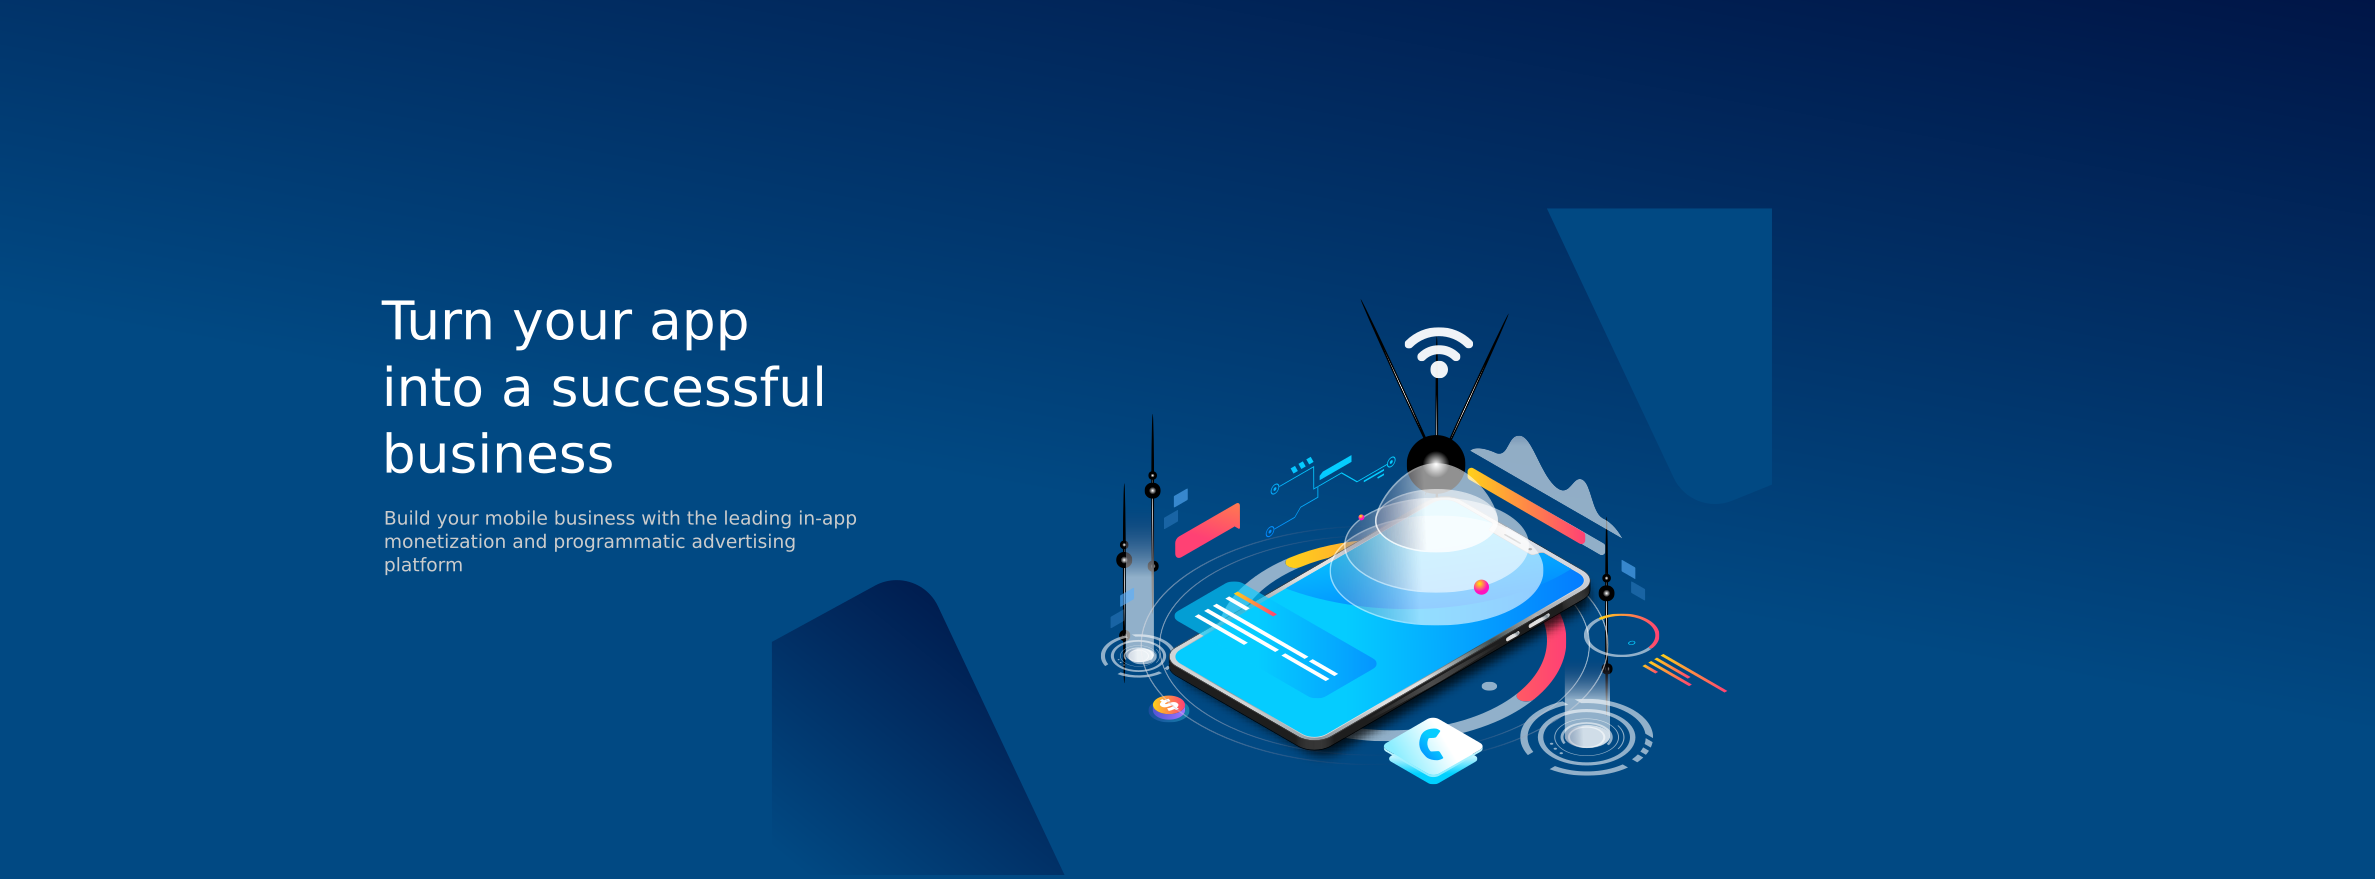 Turn your app
into a successful
business
Build your mobile business with the leading in-app
monetization and programmatic advertising
platform